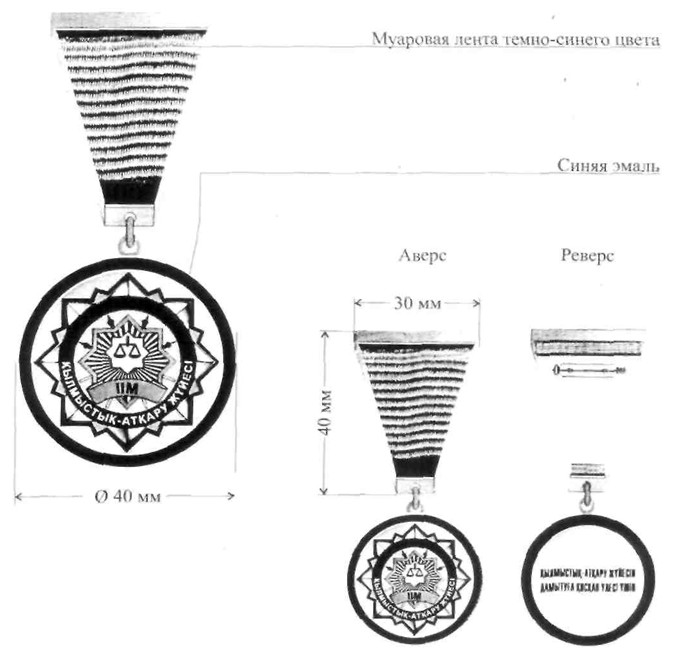 Муаровая лента темно-синего цвета
Синяя эмаль
ІІМ
ҚЫЛМЫСТЫҚ-АТҚАРУ ЖҮЙЕСІ
Ø 40 мм
Аверс
Реверс
30 мм
40 мм
ІІМ
ҚЫЛМЫСТЫҚ-АТҚАРУ ЖҮЙЕСІ
ҚЫЛМЫСТЫҚ-АТҚАРУ ЖҮЙЕСІН
ДАМЫТУҒА ҚОСҚАН ҮЛЕСІ ҮШІН